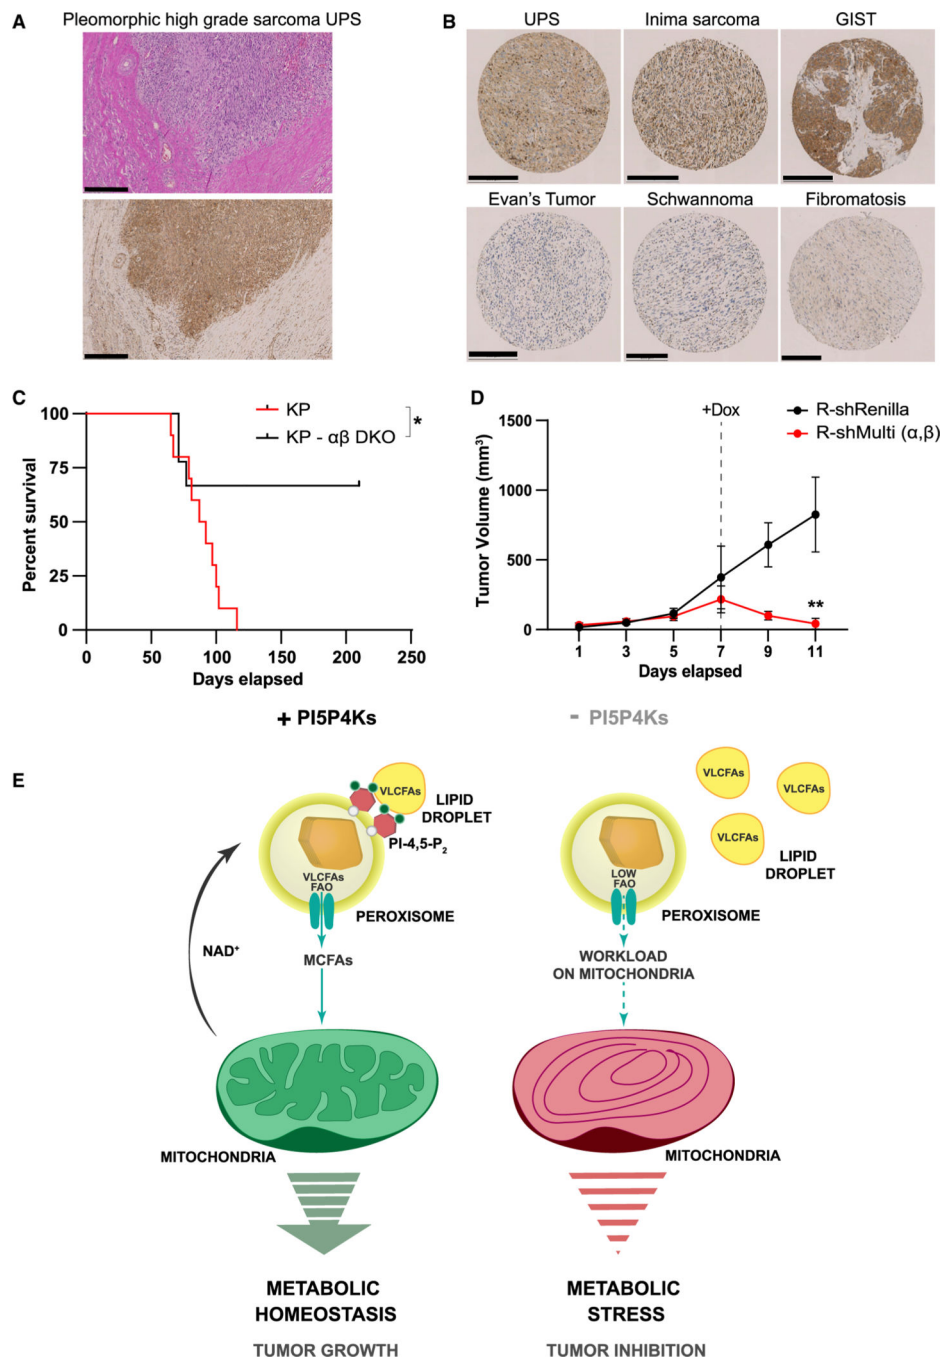 A
Pleomorphic high grade sarcoma UPS
B
UPS
Inima sarcoma
GIST
Evan's Tumor
Schwannoma
Fibromatosis
C
KP
KP - αβ DKO
*
Percent survival
100
75
50
25
0
0 50 100 150 200 250
Days elapsed
D
+Dox
R-shRenilla
R-shMulti (α,β)
Tumor Volume (mm³)
1500
1000
500
0
**
1 3 5 7 9 11
Days elapsed
+ PI5P4Ks
- PI5P4Ks
E
VLCFAs
LIPID
DROPLET
PI-4,5-P₂
VLCFAs
FAO
PEROXISOME
NAD⁺
MCFAs
MITOCHONDRIA
METABOLIC
HOMEOSTASIS
TUMOR GROWTH
VLCFAs
VLCFAs
VLCFAs
LIPID
DROPLET
LOW
FAO
PEROXISOME
WORKLOAD
ON MITOCHONDRIA
MITOCHONDRIA
METABOLIC
STRESS
TUMOR INHIBITION